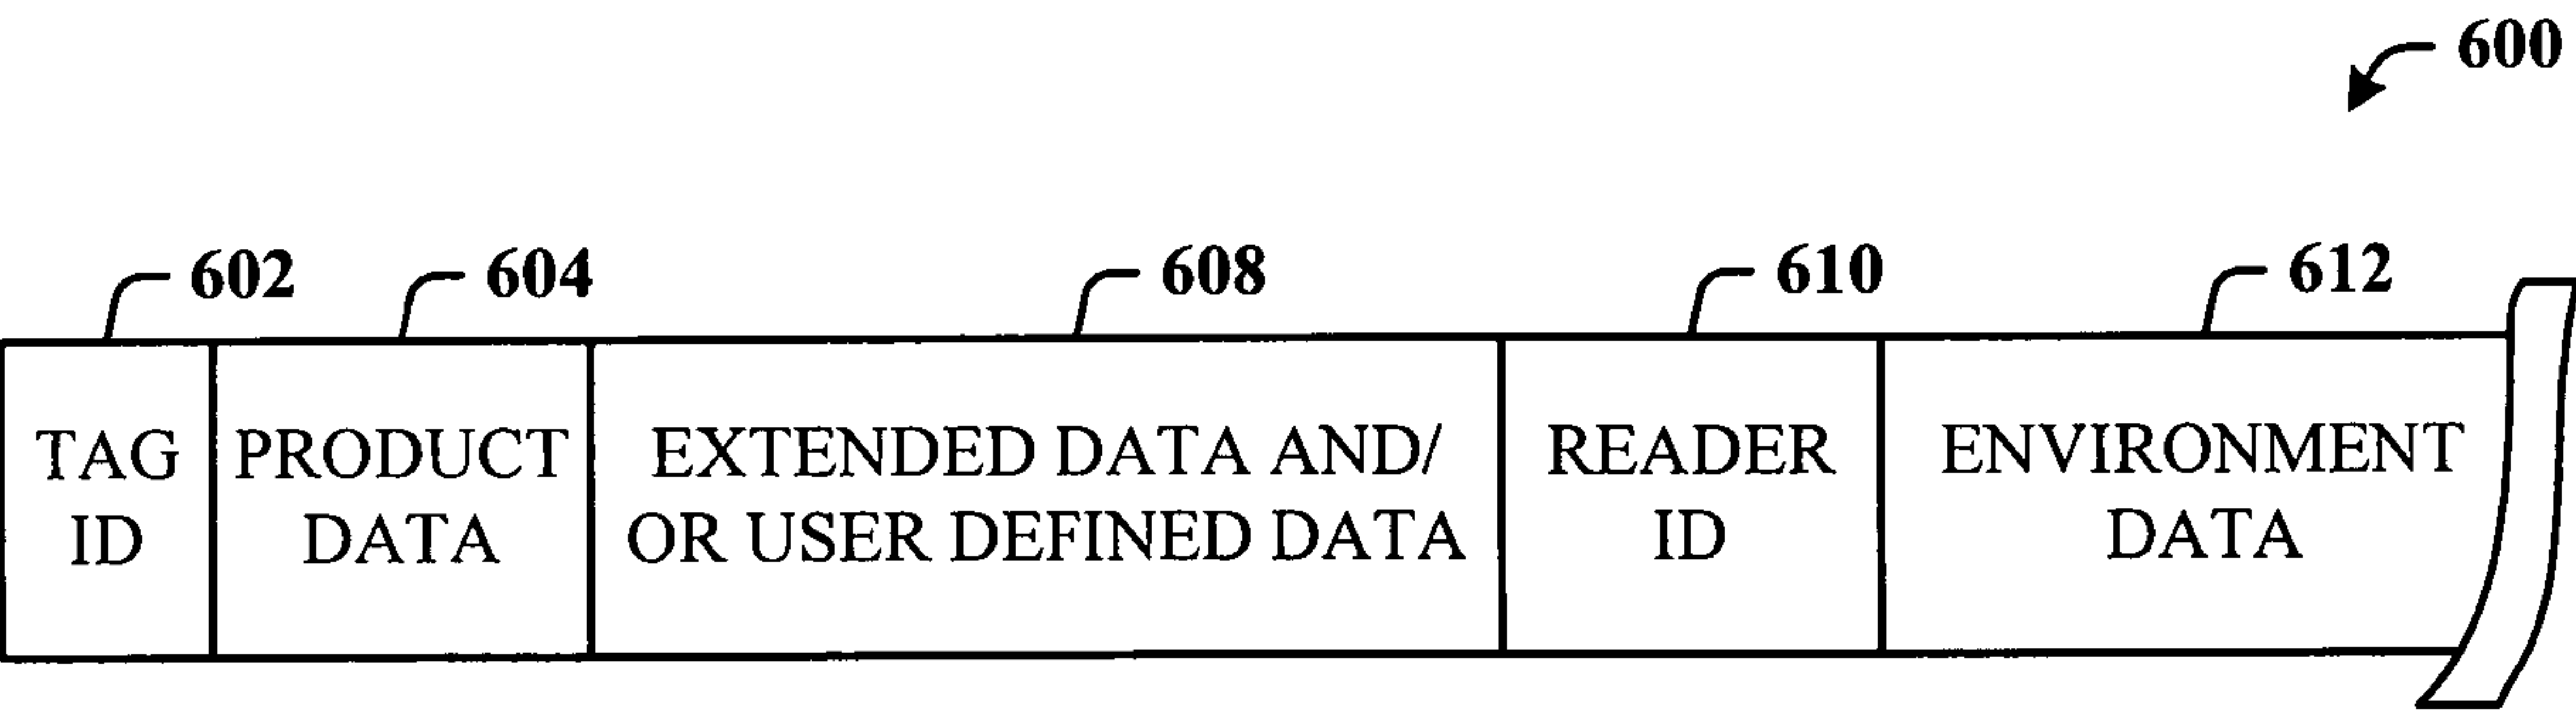 600
602
604
608
610
612
TAG
ID
PRODUCT
DATA
EXTENDED DATA AND/
OR USER DEFINED DATA
READER
ID
ENVIRONMENT
DATA